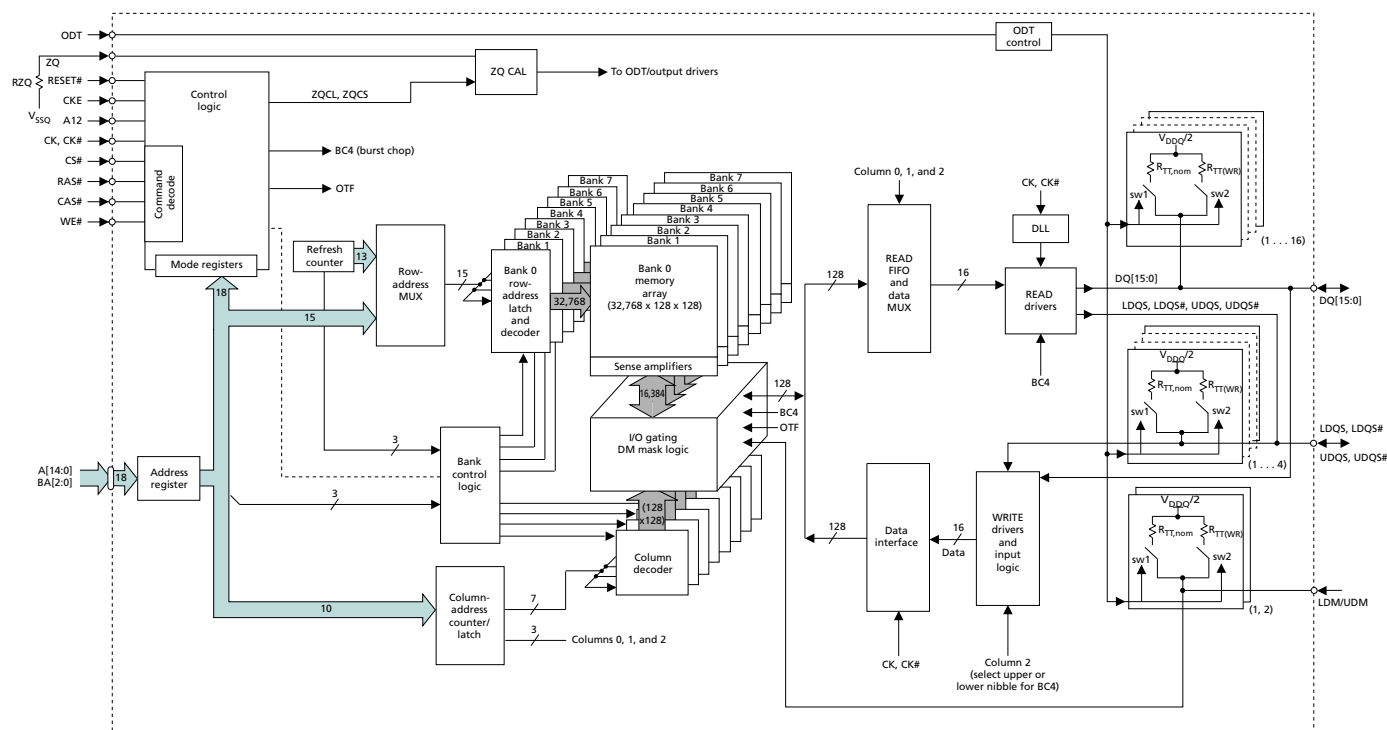 ODT
ODT
control
ZQ
RZQ
RESET#
CKE
VSSQ
A12
CK, CK#
CS#
RAS#
CAS#
WE#
Control
logic
Command
decode
Mode registers
ZQCL, ZQCS
ZQ CAL
To ODT/output drivers
BC4 (burst chop)
OTF
Refresh
counter
13
Row-
address
MUX
15
18
15
Bank 7
Bank 6
Bank 5
Bank 4
Bank 3
Bank 2
Bank 1
Bank 0
row-
address
latch
and
decoder
32,768
Bank 7
Bank 6
Bank 5
Bank 4
Bank 3
Bank 2
Bank 1
Bank 0
memory
array
(32,768 x 128 x 128)
Sense amplifiers
16,384
I/O gating
DM mask logic
128
BC4
OTF
(128
x128)
Column
decoder
3
3
Bank
control
logic
A[14:0]
BA[2:0]
18
Address
register
10
Column-
address
counter/
latch
7
3
Columns 0, 1, and 2
Column 0, 1, and 2
128
READ
FIFO
and
data
MUX
16
CK, CK#
DLL
READ
drivers
BC4
DQ[15:0]
LDQS, LDQS#, UDQS, UDQS#
128
Data
interface
CK, CK#
16
Data
WRITE
drivers
and
input
logic
Column 2
(select upper or
lower nibble for BC4)
VDDQ/2
RTT,nom
RTT(WR)
sw1
sw2
(1 . . . 16)
DQ[15:0]
VDDQ/2
RTT,nom
RTT(WR)
sw1
sw2
(1 . . . 4)
LDQS, LDQS#
UDQS, UDQS#
VDDQ/2
RTT,nom
RTT(WR)
sw1
sw2
(1, 2)
LDM/UDM